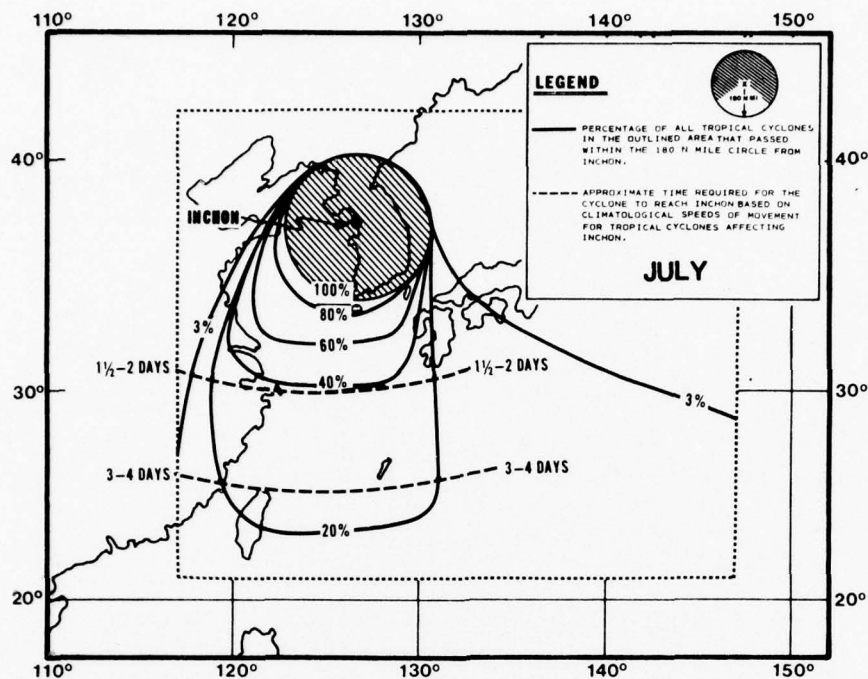 110° 120° 130° 140° 150°
LEGEND
X
180 N MI
PERCENTAGE OF ALL TROPICAL CYCLONES
IN THE OUTLINED AREA THAT PASSED
WITHIN THE 180 N MILE CIRCLE FROM
INCHON.
APPROXIMATE TIME REQUIRED FOR THE
CYCLONE TO REACH INCHON BASED ON
CLIMATOLOGICAL SPEEDS OF MOVEMENT
FOR TROPICAL CYCLONES AFFECTING
INCHON.
JULY
40° 40°
INCHON
100%
80%
3%
60%
1½-2 DAYS 40% 1½-2 DAYS
30° 30°
3%
3-4 DAYS 3-4 DAYS
20%
20° 20°
110° 120° 130° 140° 150°